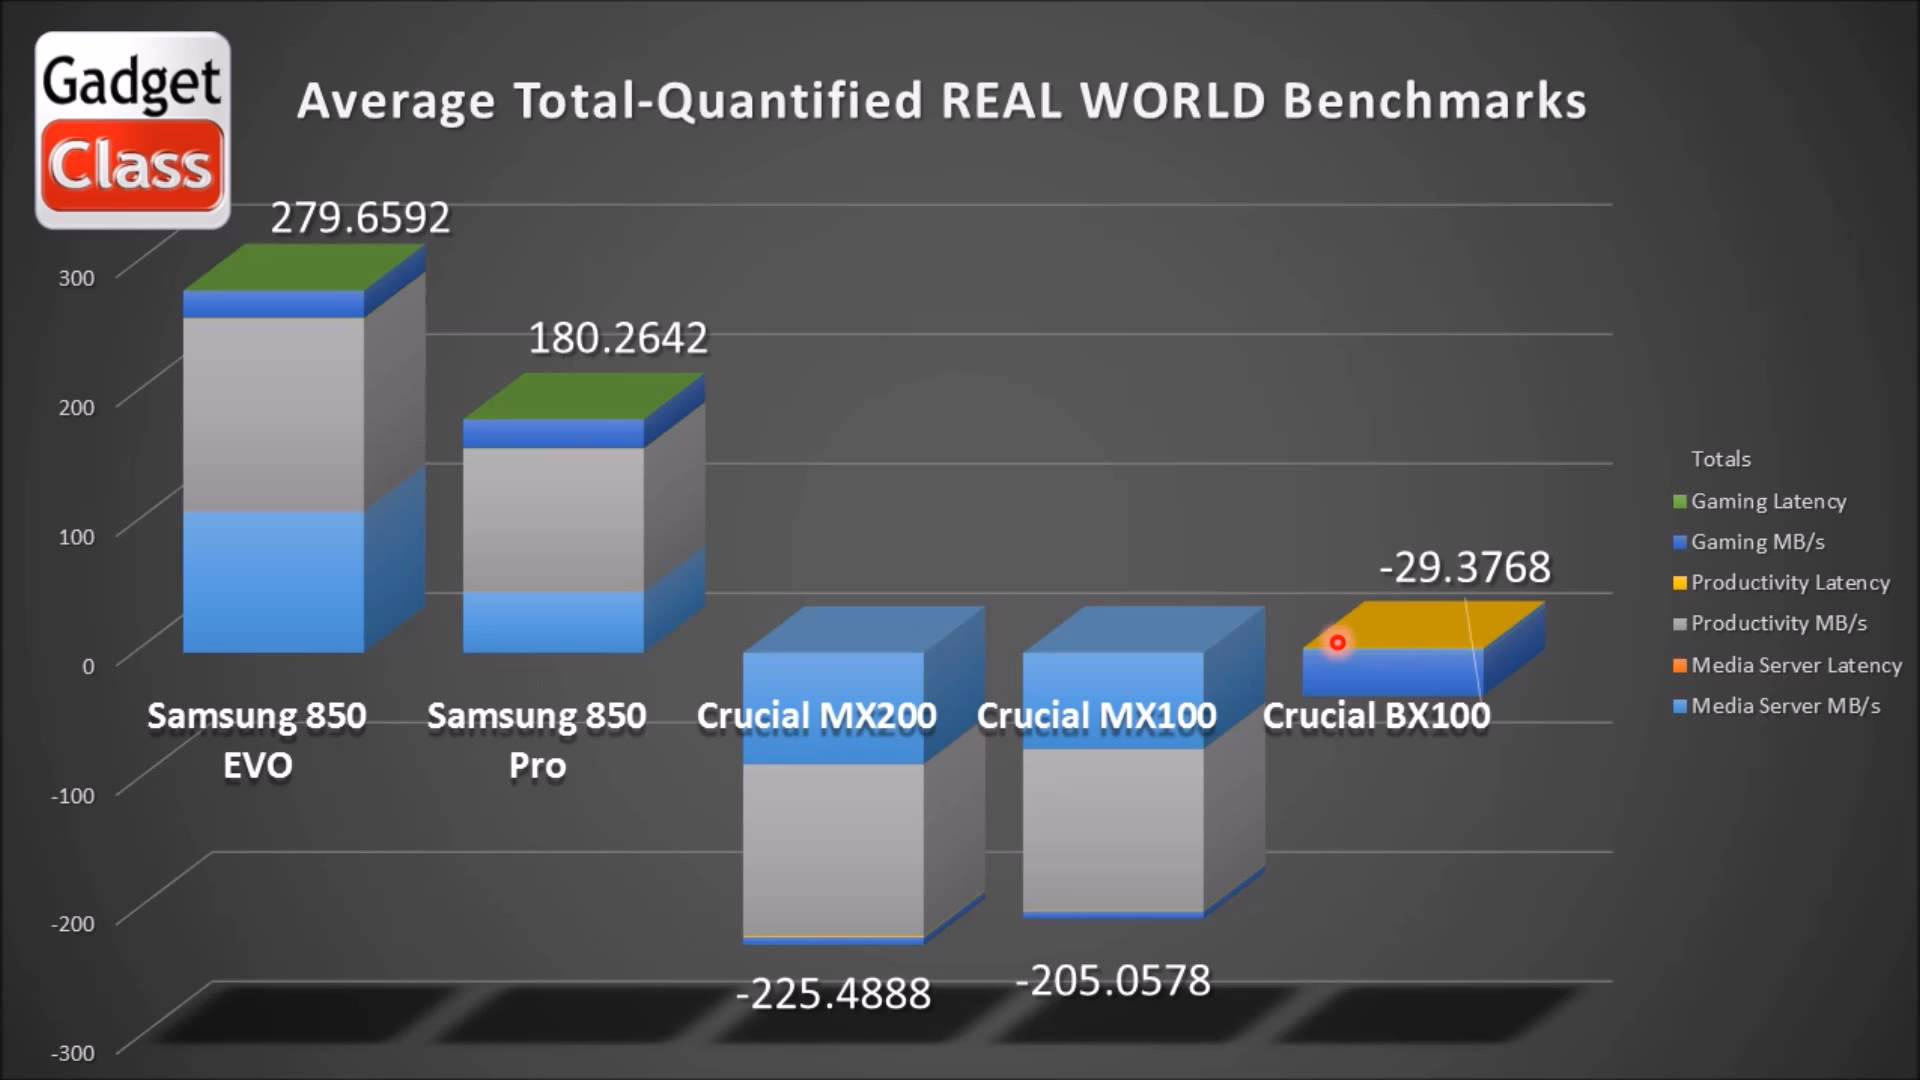 Gadget
Class
Average Total-Quantified REAL WORLD Benchmarks
279.6592
180.2642
-29.3768
-225.4888
-205.0578
300
200
100
0
-100
-200
-300
Samsung 850
EVO
Samsung 850
Pro
Crucial MX200
Crucial MX100
Crucial BX100
Totals
Gaming Latency
Gaming MB/s
Productivity Latency
Productivity MB/s
Media Server Latency
Media Server MB/s